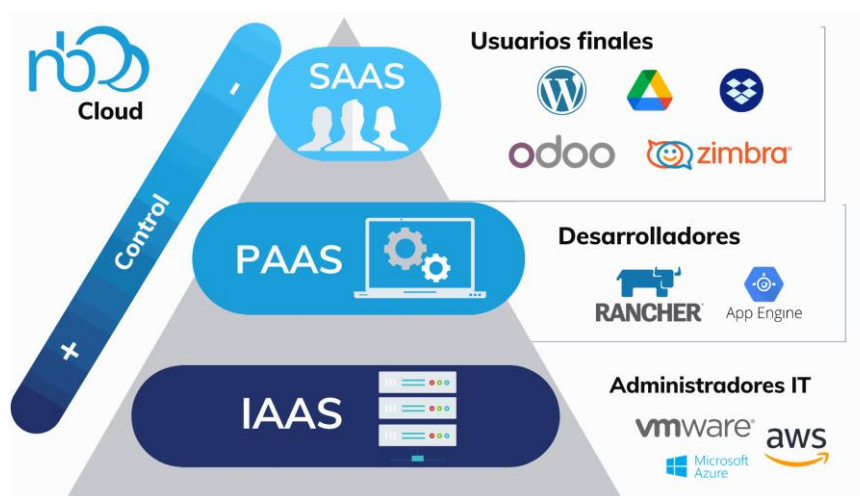 nb
Cloud
- Control +
SAAS
Usuarios finales
W
odoo
zimbra
PAAS
Desarrolladores
RANCHER®
App Engine
IAAS
Administradores IT
vmware®
aws
Microsoft
Azure